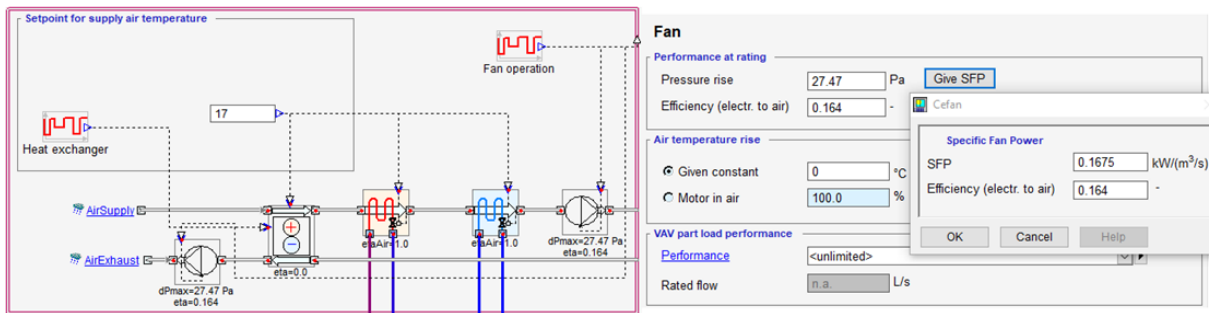 Setpoint for supply air temperature
Fan operation
17
Heat exchanger
AirSupply
etaAir=1.0
etaAir=1.0
dPmax=27.47 Pa
eta=0.164
AirExhaust
eta=0.0
dPmax=27.47 Pa
eta=0.164
Fan
Performance at rating
Pressure rise 27.47 Pa Give SFP
Efficiency (electr. to air) 0.164 -
Air temperature rise
Given constant 0 °C
Motor in air 100.0 %
VAV part load performance
Performance <unlimited>
Rated flow n.a. L/s
Cefan
Specific Fan Power
SFP 0.1675 kW/(m³/s)
Efficiency (electr. to air) 0.164 -
OK Cancel Help